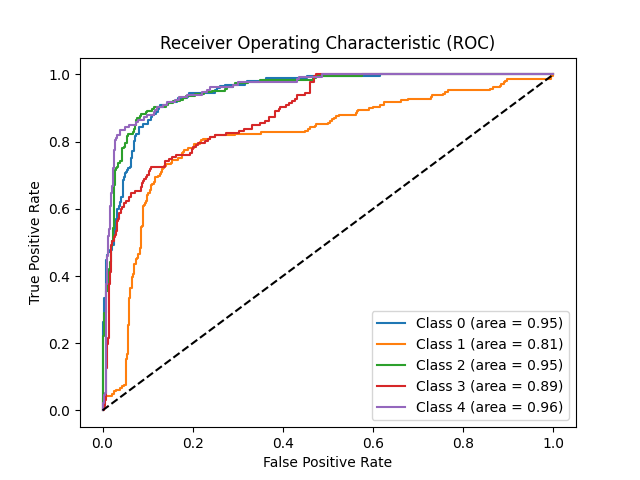 Receiver Operating Characteristic (ROC)
1.0
0.8
0.6
0.4
0.2
0.0
True Positive Rate
Class 0 (area = 0.95)
Class 1 (area = 0.81)
Class 2 (area = 0.95)
Class 3 (area = 0.89)
Class 4 (area = 0.96)
0.0 0.2 0.4 0.6 0.8 1.0
False Positive Rate